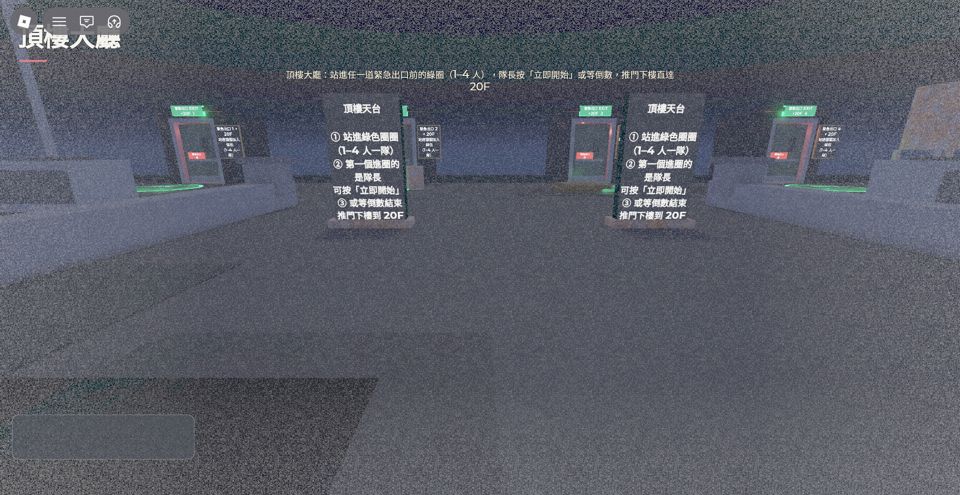 頂樓大廳
頂樓大廳：站進任一道緊急出口前的綠圈（1–4 人），隊長按「立即開始」或等倒數，推門下樓直達
20F
頂樓天台
① 站進綠色圈圈
（1–4 人一隊）
② 第一個進圈的
是隊長
可按「立即開始」
③ 或等倒數結束
推門下樓到 20F
頂樓天台
① 站進綠色圈圈
（1–4 人一隊）
② 第一個進圈的
是隊長
可按「立即開始」
③ 或等倒數結束
推門下樓到 20F